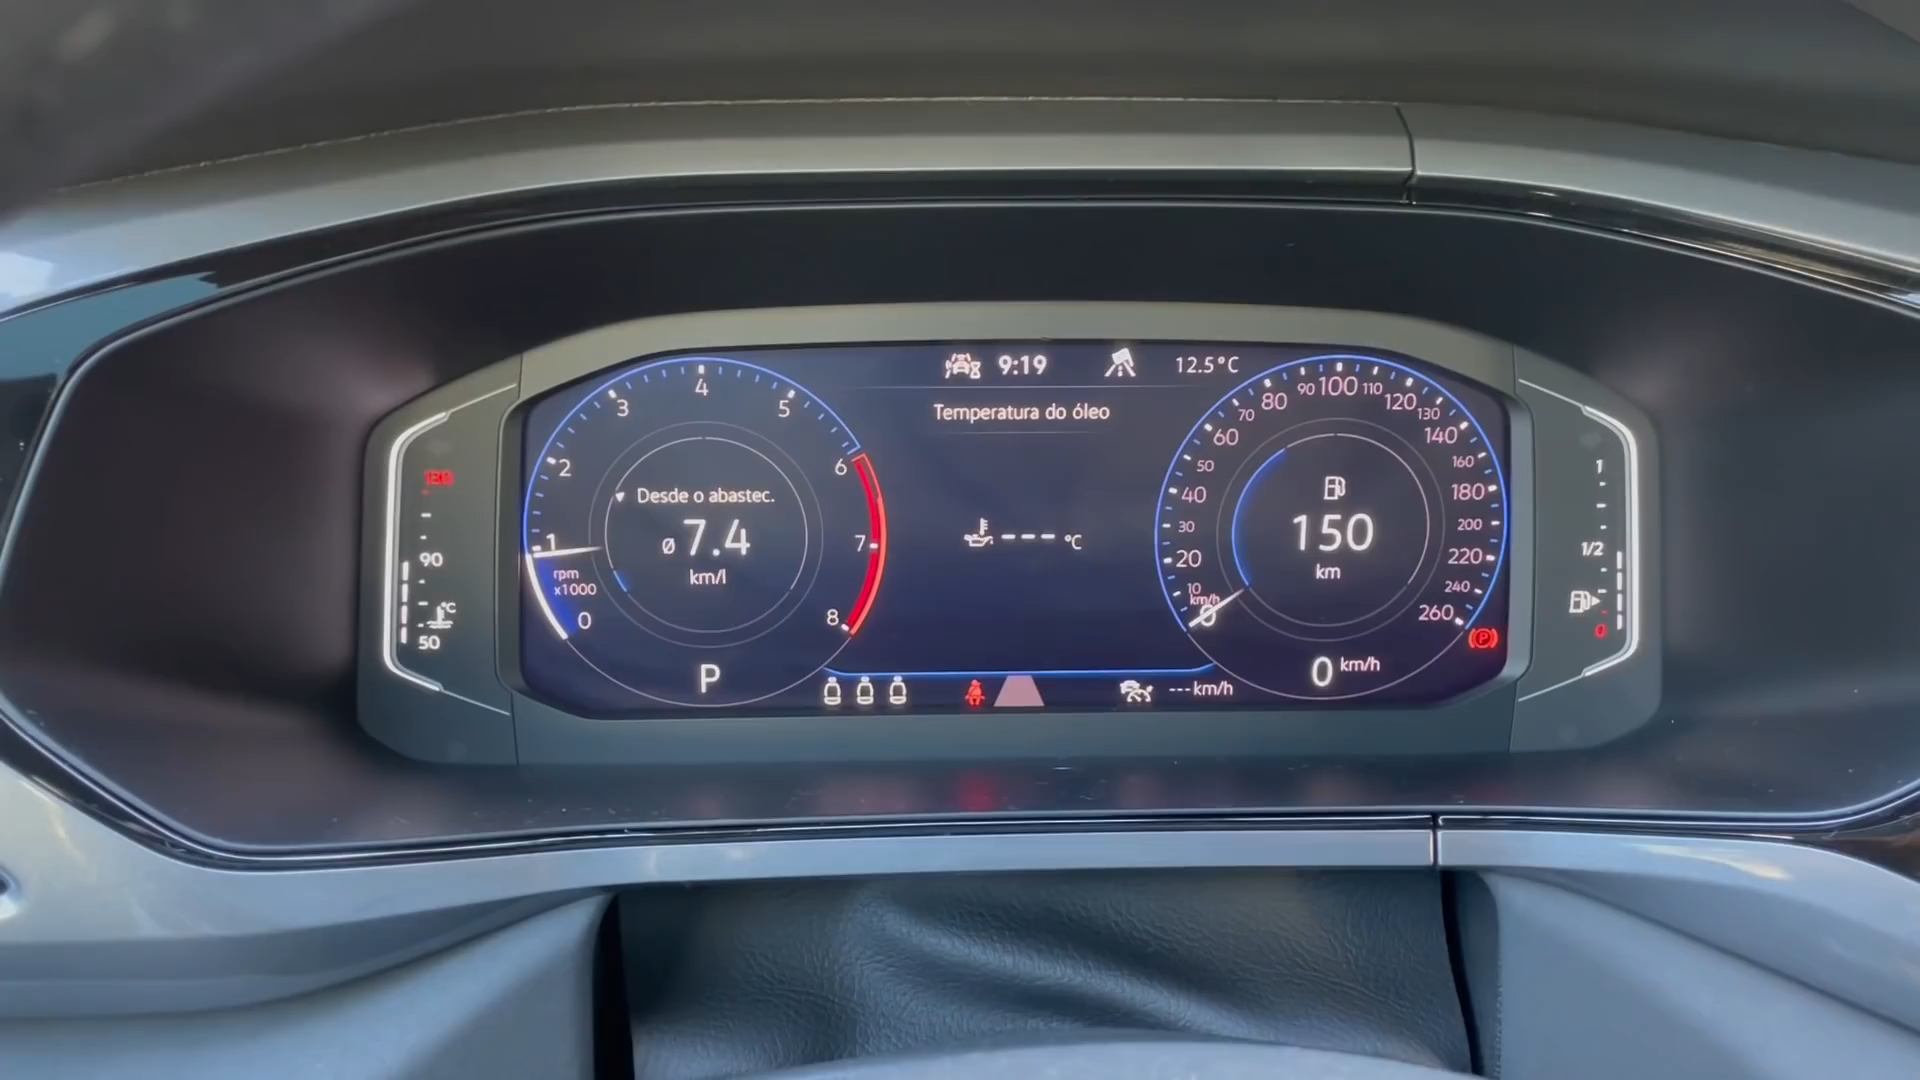 9:19
12.5°C
Temperatura do óleo
--- °C
0
1
2
3
4
5
6
7
8
rpm
x1000
Desde o abastec.
ø 7.4
km/l
P
0
10
20
30
40
50
60
70
80
90
100
110
120
130
140
160
180
200
220
240
260
km/h
150
km
0 km/h
(P)
--- km/h
130
90
°C
50
1
1/2
0